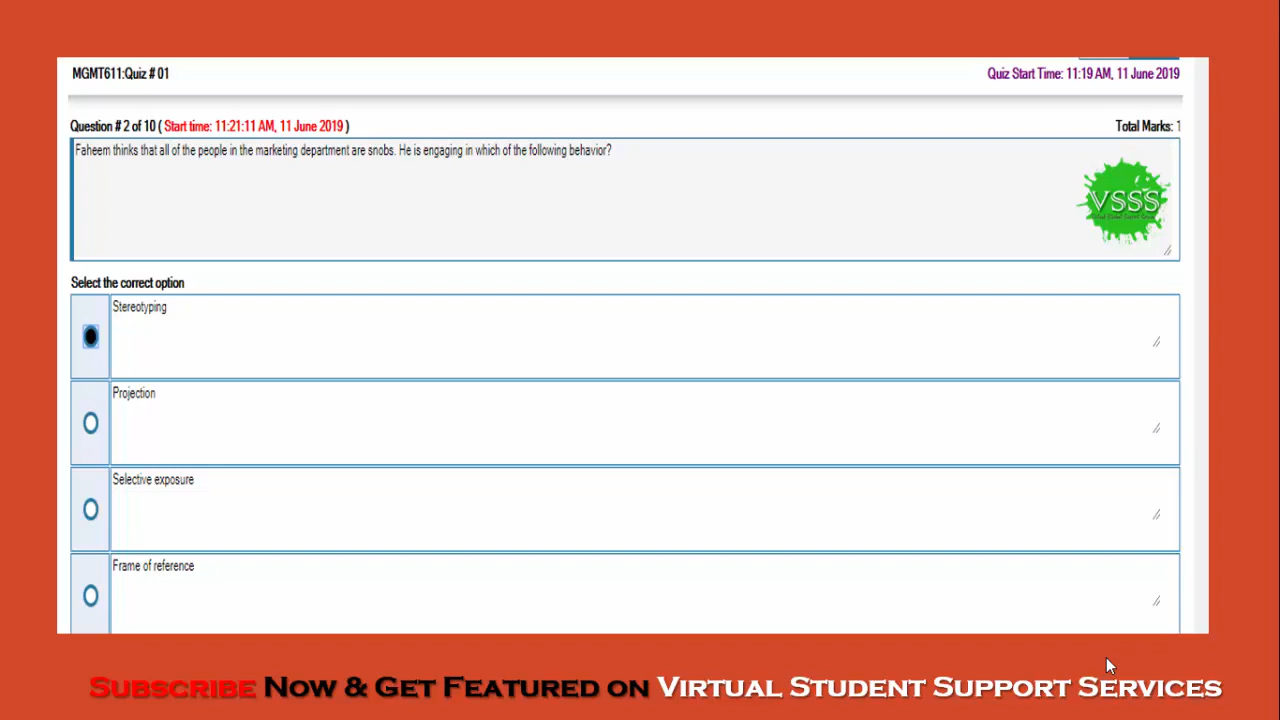 MGMT611:Quiz # 01
Quiz Start Time: 11:19 AM, 11 June 2019
Question # 2 of 10 ( Start time: 11:21:11 AM, 11 June 2019 )
Total Marks: 1
Faheem thinks that all of the people in the marketing department are snobs. He is engaging in which of the following behavior?
VSSS
Select the correct option
Stereotyping
Projection
Selective exposure
Frame of reference
Subscribe Now & Get Featured on Virtual Student Support Services